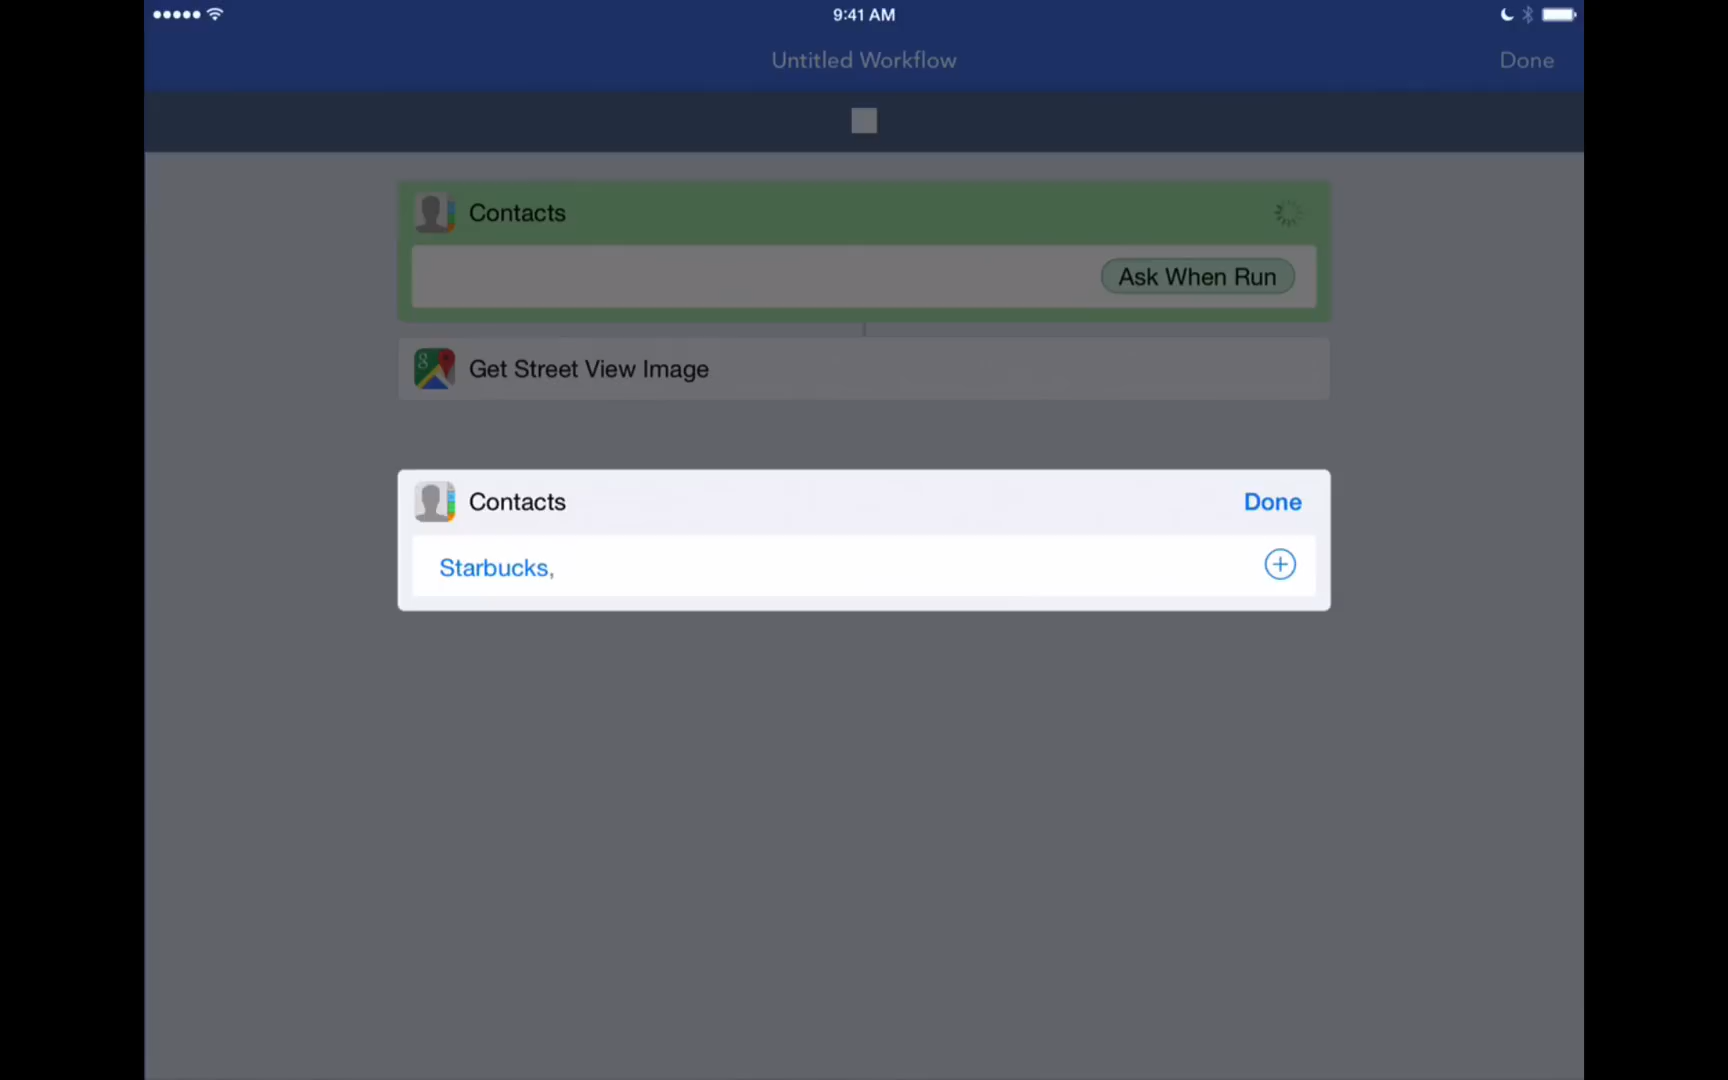 9:41 AM
Untitled Workflow
Done
Contacts
Ask When Run
Get Street View Image
Contacts
Done
Starbucks,